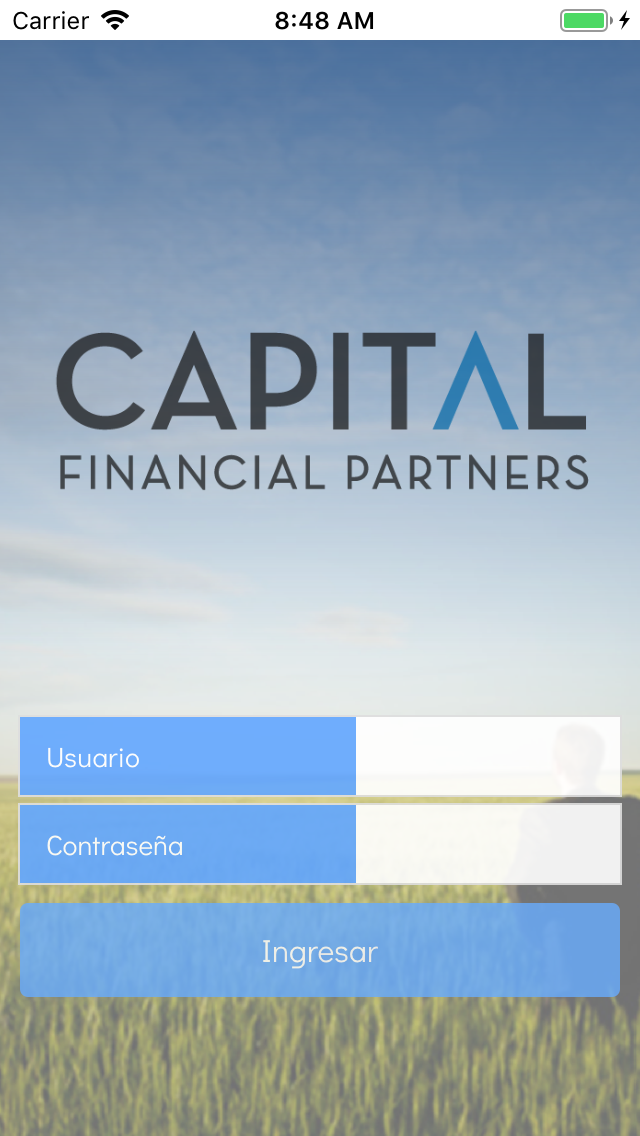 Carrier 8:48 AM
CAPITAL
FINANCIAL PARTNERS
Usuario
Contraseña
Ingresar